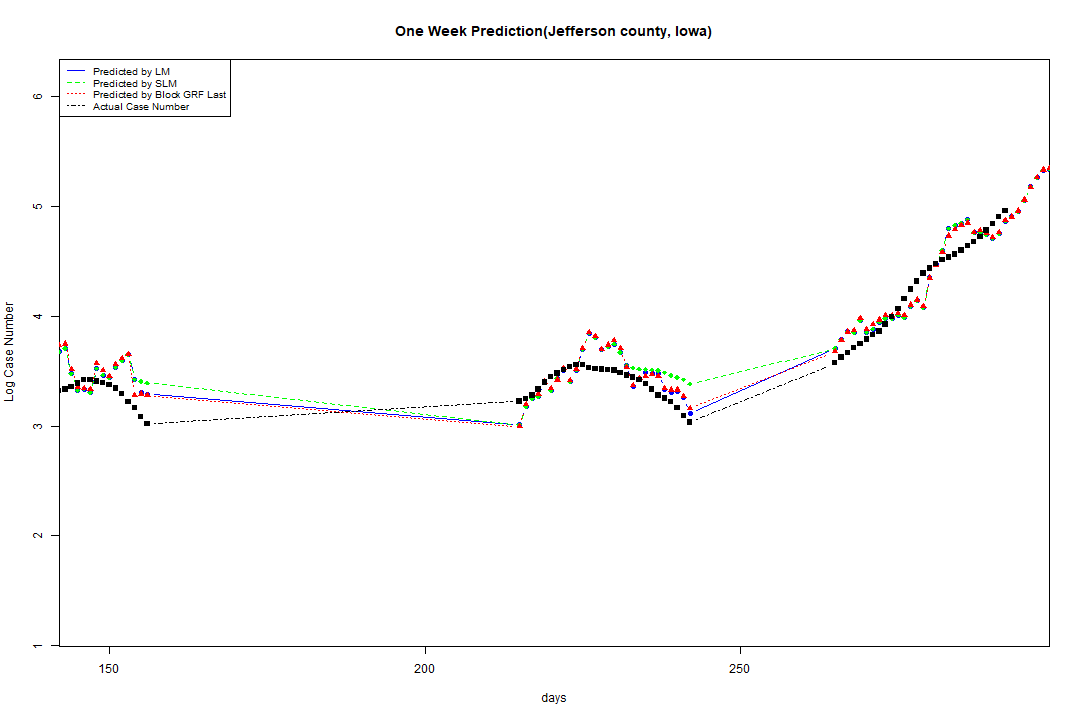 One Week Prediction(Jefferson county, Iowa)
Predicted by LM
Predicted by SLM
Predicted by Block GRF Last
Actual Case Number
Log Case Number
6
5
4
3
2
1
150
200
250
days